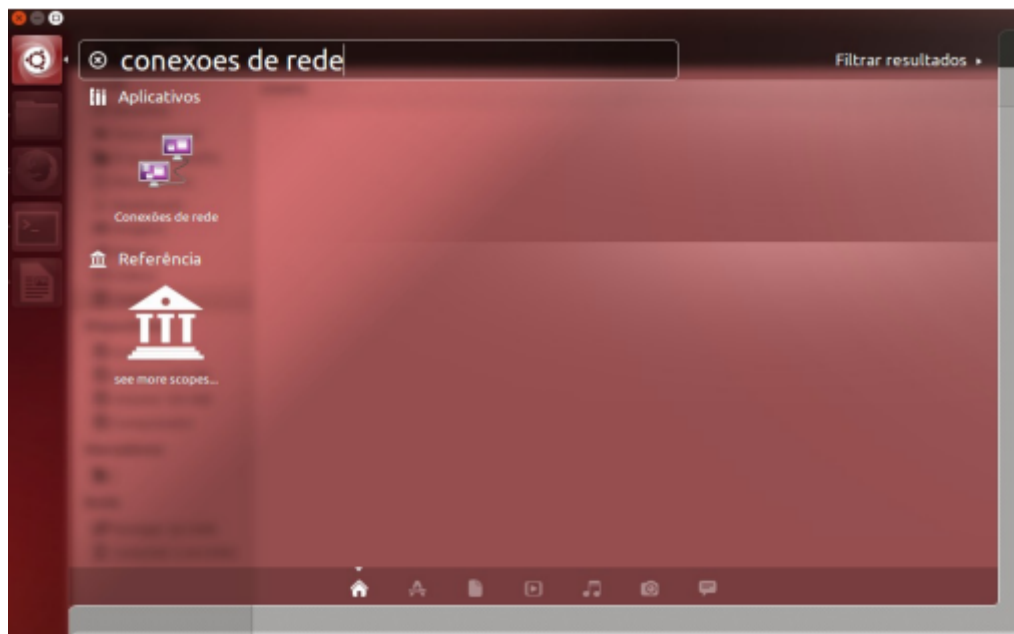 conexoes de rede
Filtrar resultados
Aplicativos
Conexões de rede
Referência
see more scopes...